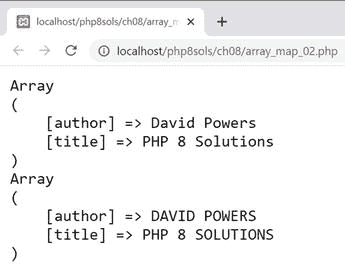 localhost/php8sols/ch08/array_m
localhost/php8sols/ch08/array_map_02.php
Array
(
    [author] => David Powers
    [title] => PHP 8 Solutions
)
Array
(
    [author] => DAVID POWERS
    [title] => PHP 8 SOLUTIONS
)